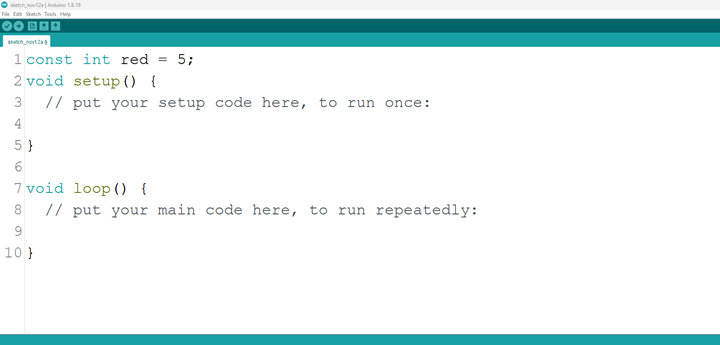 sketch_nov12a | Arduino 1.8.19
File Edit Sketch Tools Help
sketch_nov12a §
1 const int red = 5;
2 void setup() {
3   // put your setup code here, to run once:
4
5 }
6
7 void loop() {
8   // put your main code here, to run repeatedly:
9
10 }